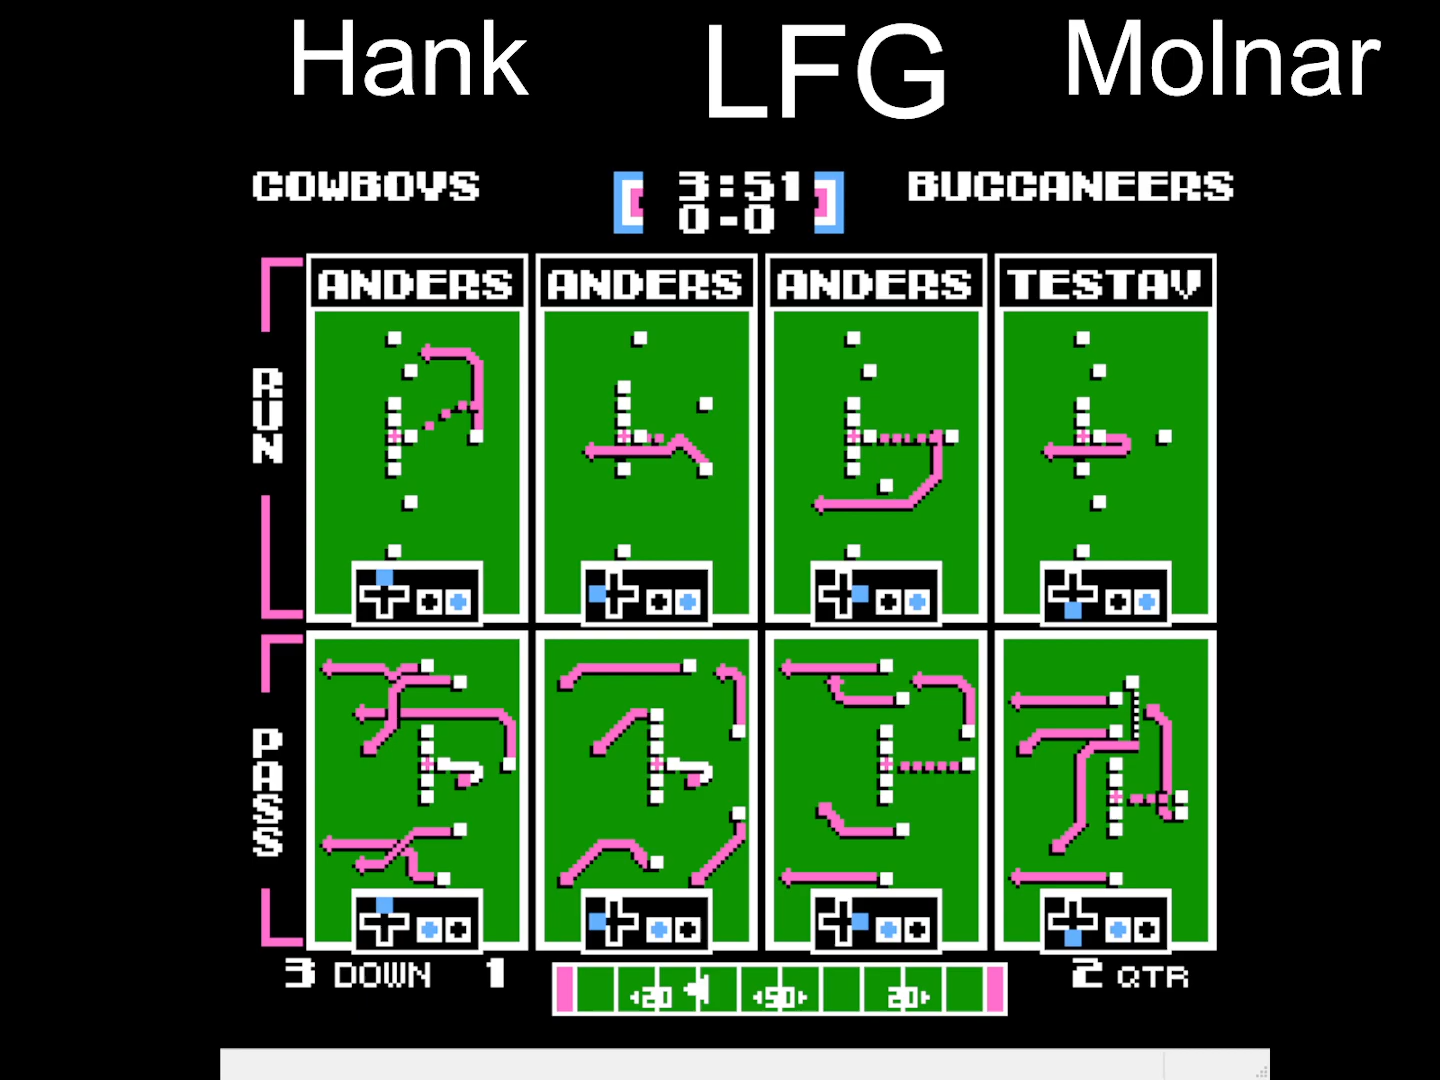 Hank LFG Molnar
COWBOYS 3:51 BUCCANEERS
0-0
ANDERS ANDERS ANDERS TESTAV
RUN
PASS
3 DOWN 1 20 50 20 2 QTR